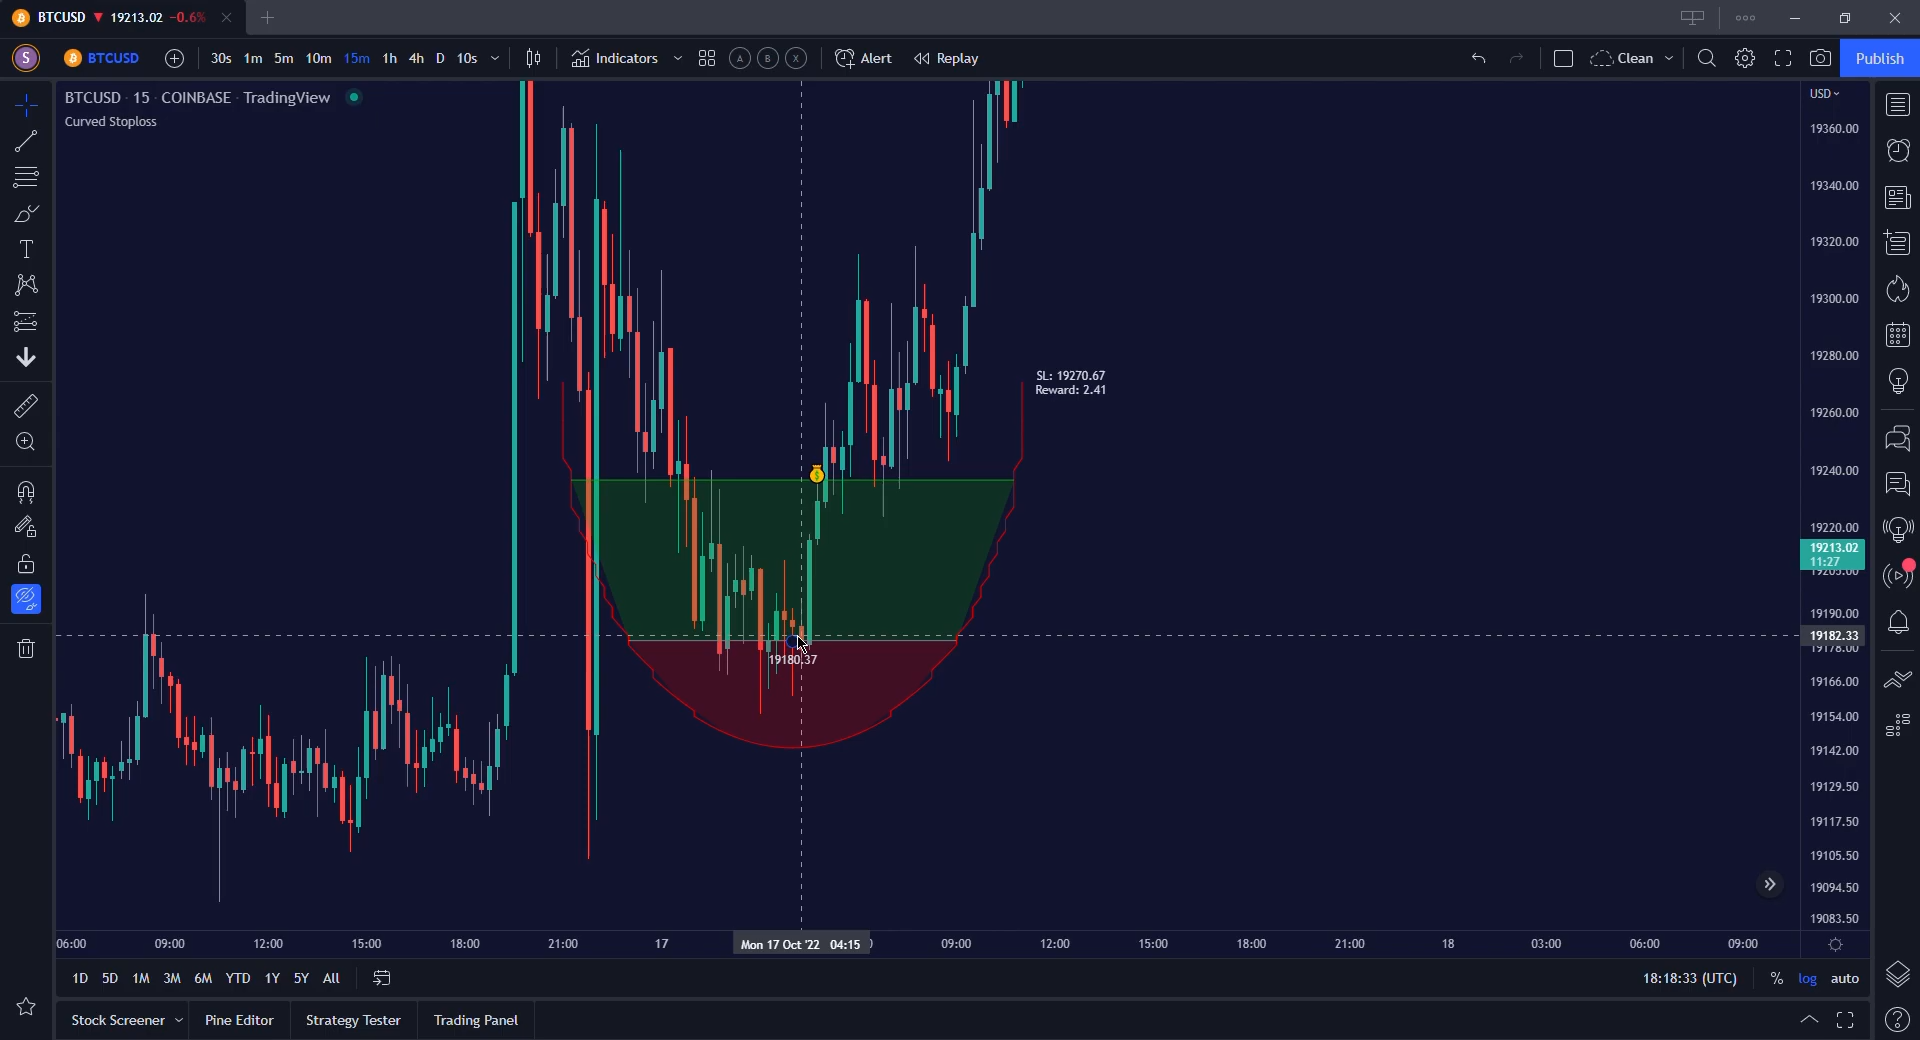 BTCUSD ▼ 19213.02 -0.6%
S BTCUSD 30s 1m 5m 10m 15m 1h 4h D 10s Indicators A B X Alert Replay Clean Publish
BTCUSD · 15 · COINBASE · TradingView
Curved Stoploss
USD
19360.00
19340.00
19320.00
19300.00
19280.00
SL: 19270.67
Reward: 2.41
19260.00
19240.00
19220.00
19213.02
11:27
19190.00
19182.33
19180.37
19166.00
19154.00
19142.00
19129.50
19117.50
19105.50
19094.50
19083.50
06:00 09:00 12:00 15:00 18:00 21:00 17 Mon 17 Oct '22 04:15 09:00 12:00 15:00 18:00 21:00 18 03:00 06:00 09:00
1D 5D 1M 3M 6M YTD 1Y 5Y All 18:18:33 (UTC) % log auto
Stock Screener Pine Editor Strategy Tester Trading Panel